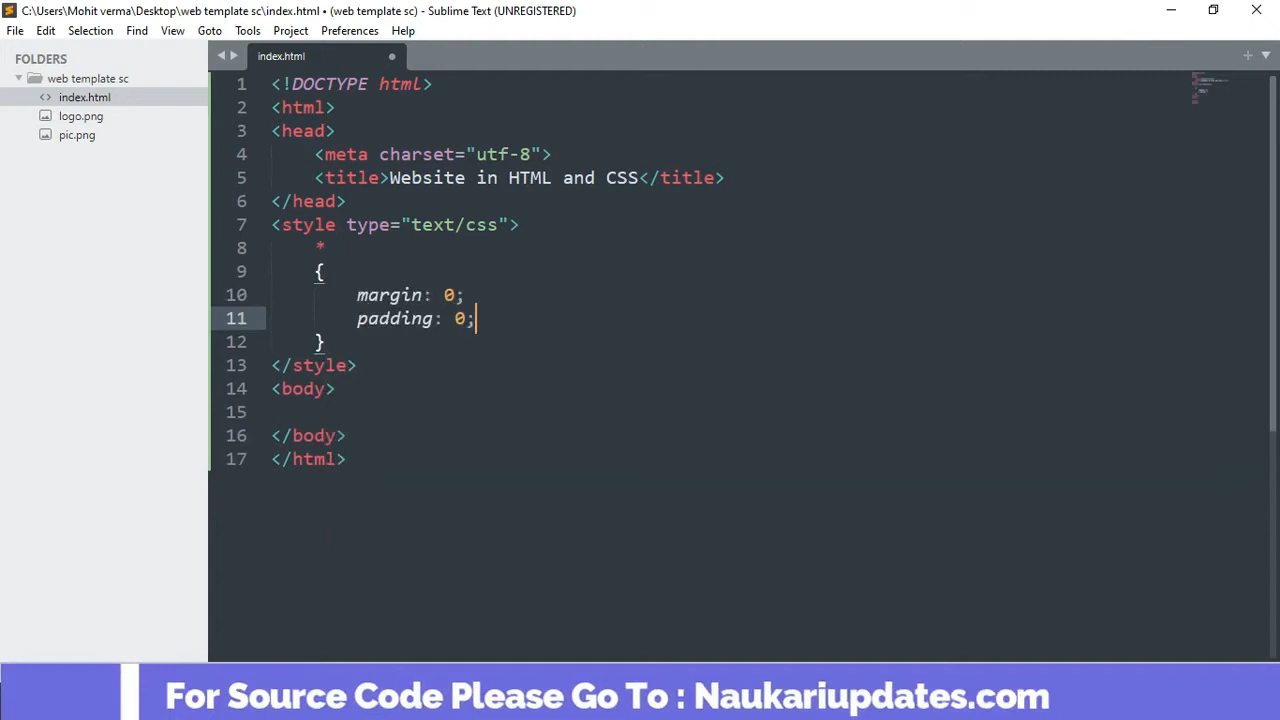 C:\Users\Mohit verma\Desktop\web template sc\index.html • (web template sc) - Sublime Text (UNREGISTERED)
File Edit Selection Find View Goto Tools Project Preferences Help
FOLDERS
web template sc
index.html
logo.png
pic.png
index.html
1 <!DOCTYPE html>
2 <html>
3 <head>
4 <meta charset="utf-8">
5 <title>Website in HTML and CSS</title>
6 </head>
7 <style type="text/css">
8 *
9 {
10 margin: 0;
11 padding: 0;
12 }
13 </style>
14 <body>
15
16 </body>
17 </html>
For Source Code Please Go To : Naukariupdates.com